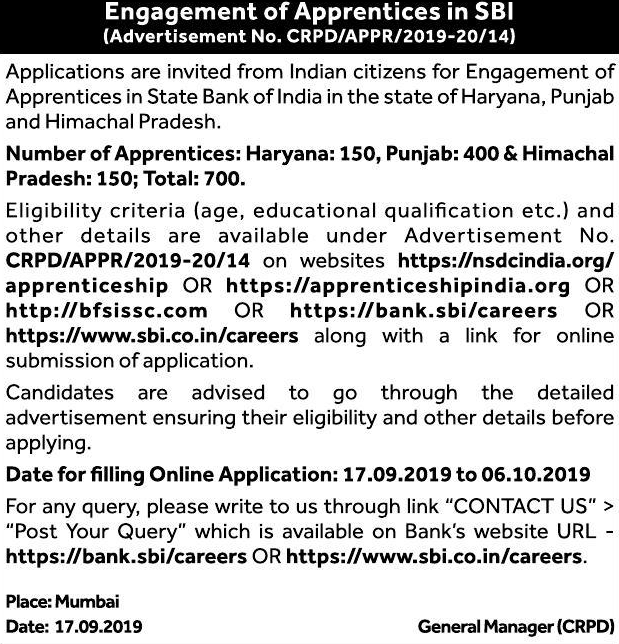 Engagement of Apprentices in SBI
(Advertisement No. CRPD/APPR/2019-20/14)
Applications are invited from Indian citizens for Engagement of
Apprentices in State Bank of India in the state of Haryana, Punjab
and Himachal Pradesh.
Number of Apprentices: Haryana: 150, Punjab: 400 & Himachal
Pradesh: 150; Total: 700.
Eligibility criteria (age, educational qualification etc.) and
other details are available under Advertisement No.
CRPD/APPR/2019-20/14 on websites https://nsdcindia.org/
apprenticeship OR https://apprenticeshipindia.org OR
http://bfsissc.com OR https://bank.sbi/careers OR
https://www.sbi.co.in/careers along with a link for online
submission of application.
Candidates are advised to go through the detailed
advertisement ensuring their eligibility and other details before
applying.
Date for filling Online Application: 17.09.2019 to 06.10.2019
For any query, please write to us through link “CONTACT US” >
“Post Your Query” which is available on Bank’s website URL -
https://bank.sbi/careers OR https://www.sbi.co.in/careers.
Place: Mumbai
Date: 17.09.2019 General Manager (CRPD)